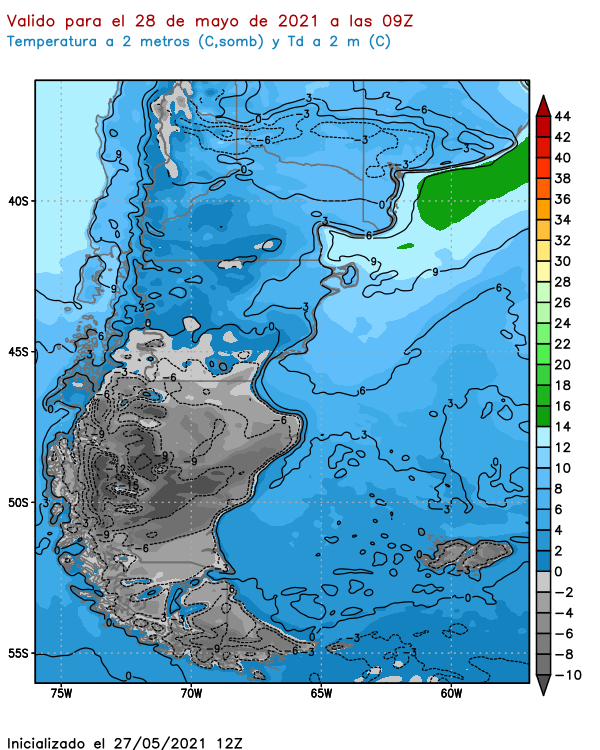 Valido para el 28 de mayo de 2021 a las 09Z
Temperatura a 2 metros (C,somb) y Td a 2 m (C)
44
42
40
38
36
34
32
30
28
26
24
22
20
18
16
14
12
10
8
6
4
2
0
-2
-4
-6
-8
-10
40S
45S
50S
55S
75W
70W
65W
60W
Inicializado el 27/05/2021 12Z